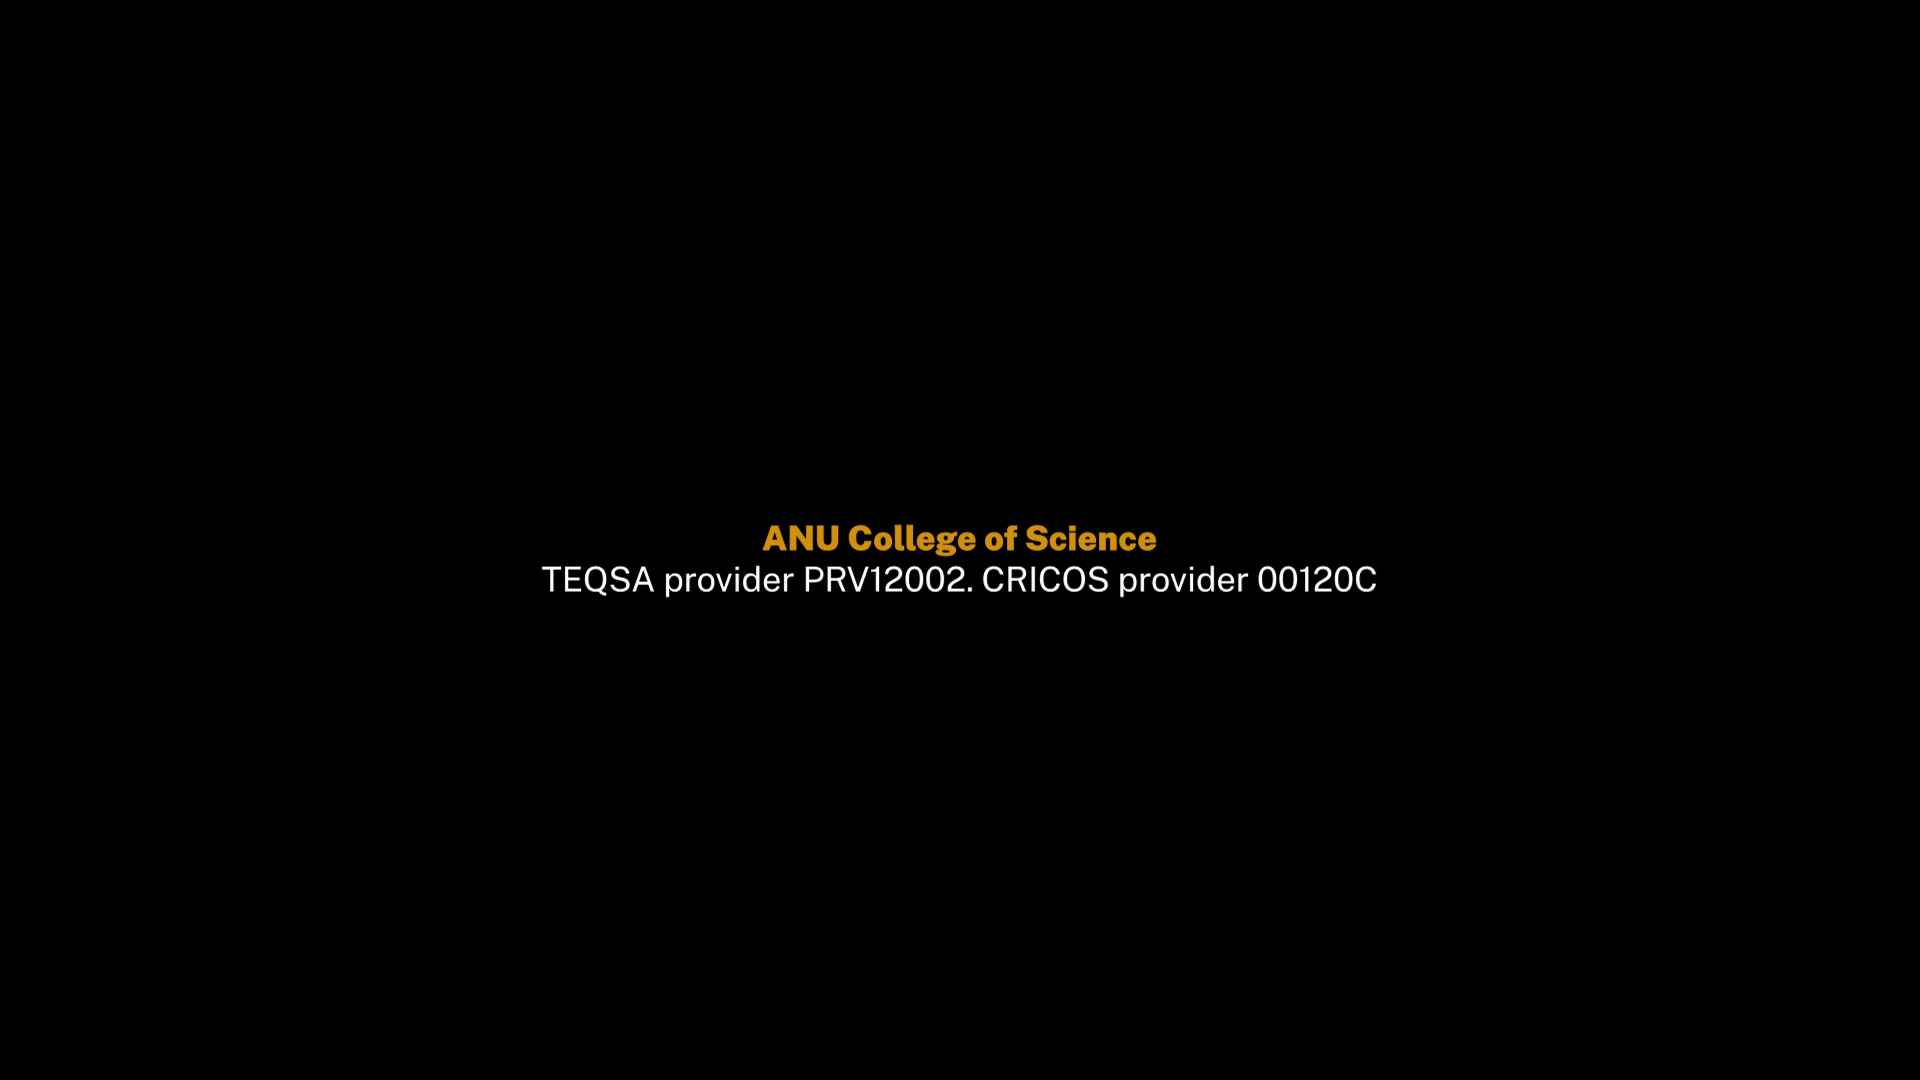 ANU College of Science
TEQSA provider PRV12002. CRICOS provider 00120C